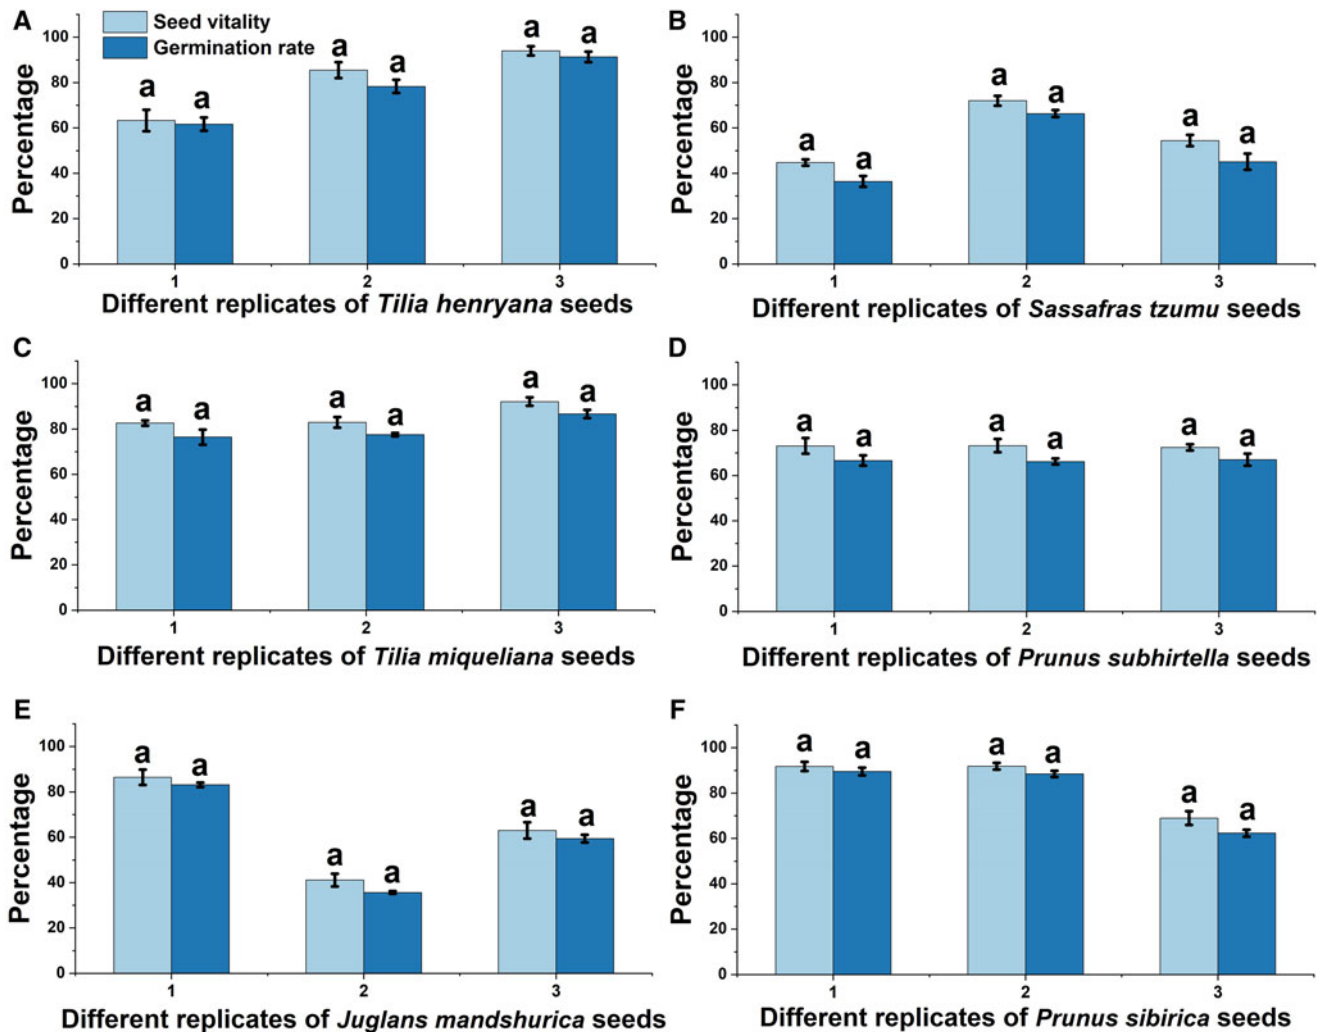 A
Seed vitality
Germination rate
Percentage
100
80
60
40
20
0
a a a a a a
1 2 3
Different replicates of Tilia henryana seeds
B
Percentage
100
80
60
40
20
0
a a a a a a
1 2 3
Different replicates of Sassafras tzumu seeds
C
Percentage
100
80
60
40
20
0
a a a a a a
1 2 3
Different replicates of Tilia miqueliana seeds
D
Percentage
100
80
60
40
20
0
a a a a a a
1 2 3
Different replicates of Prunus subhirtella seeds
E
Percentage
100
80
60
40
20
0
a a a a a a
1 2 3
Different replicates of Juglans mandshurica seeds
F
Percentage
100
80
60
40
20
0
a a a a a a
1 2 3
Different replicates of Prunus sibirica seeds